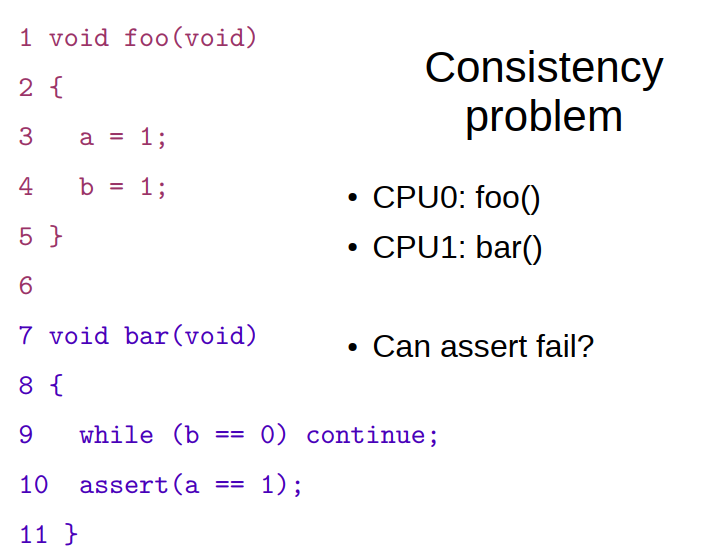 1 void foo(void)
2 {
3   a = 1;
4   b = 1;
5 }
6
7 void bar(void)
8 {
9   while (b == 0) continue;
10  assert(a == 1);
11 }
Consistency
problem
• CPU0: foo()
• CPU1: bar()
• Can assert fail?